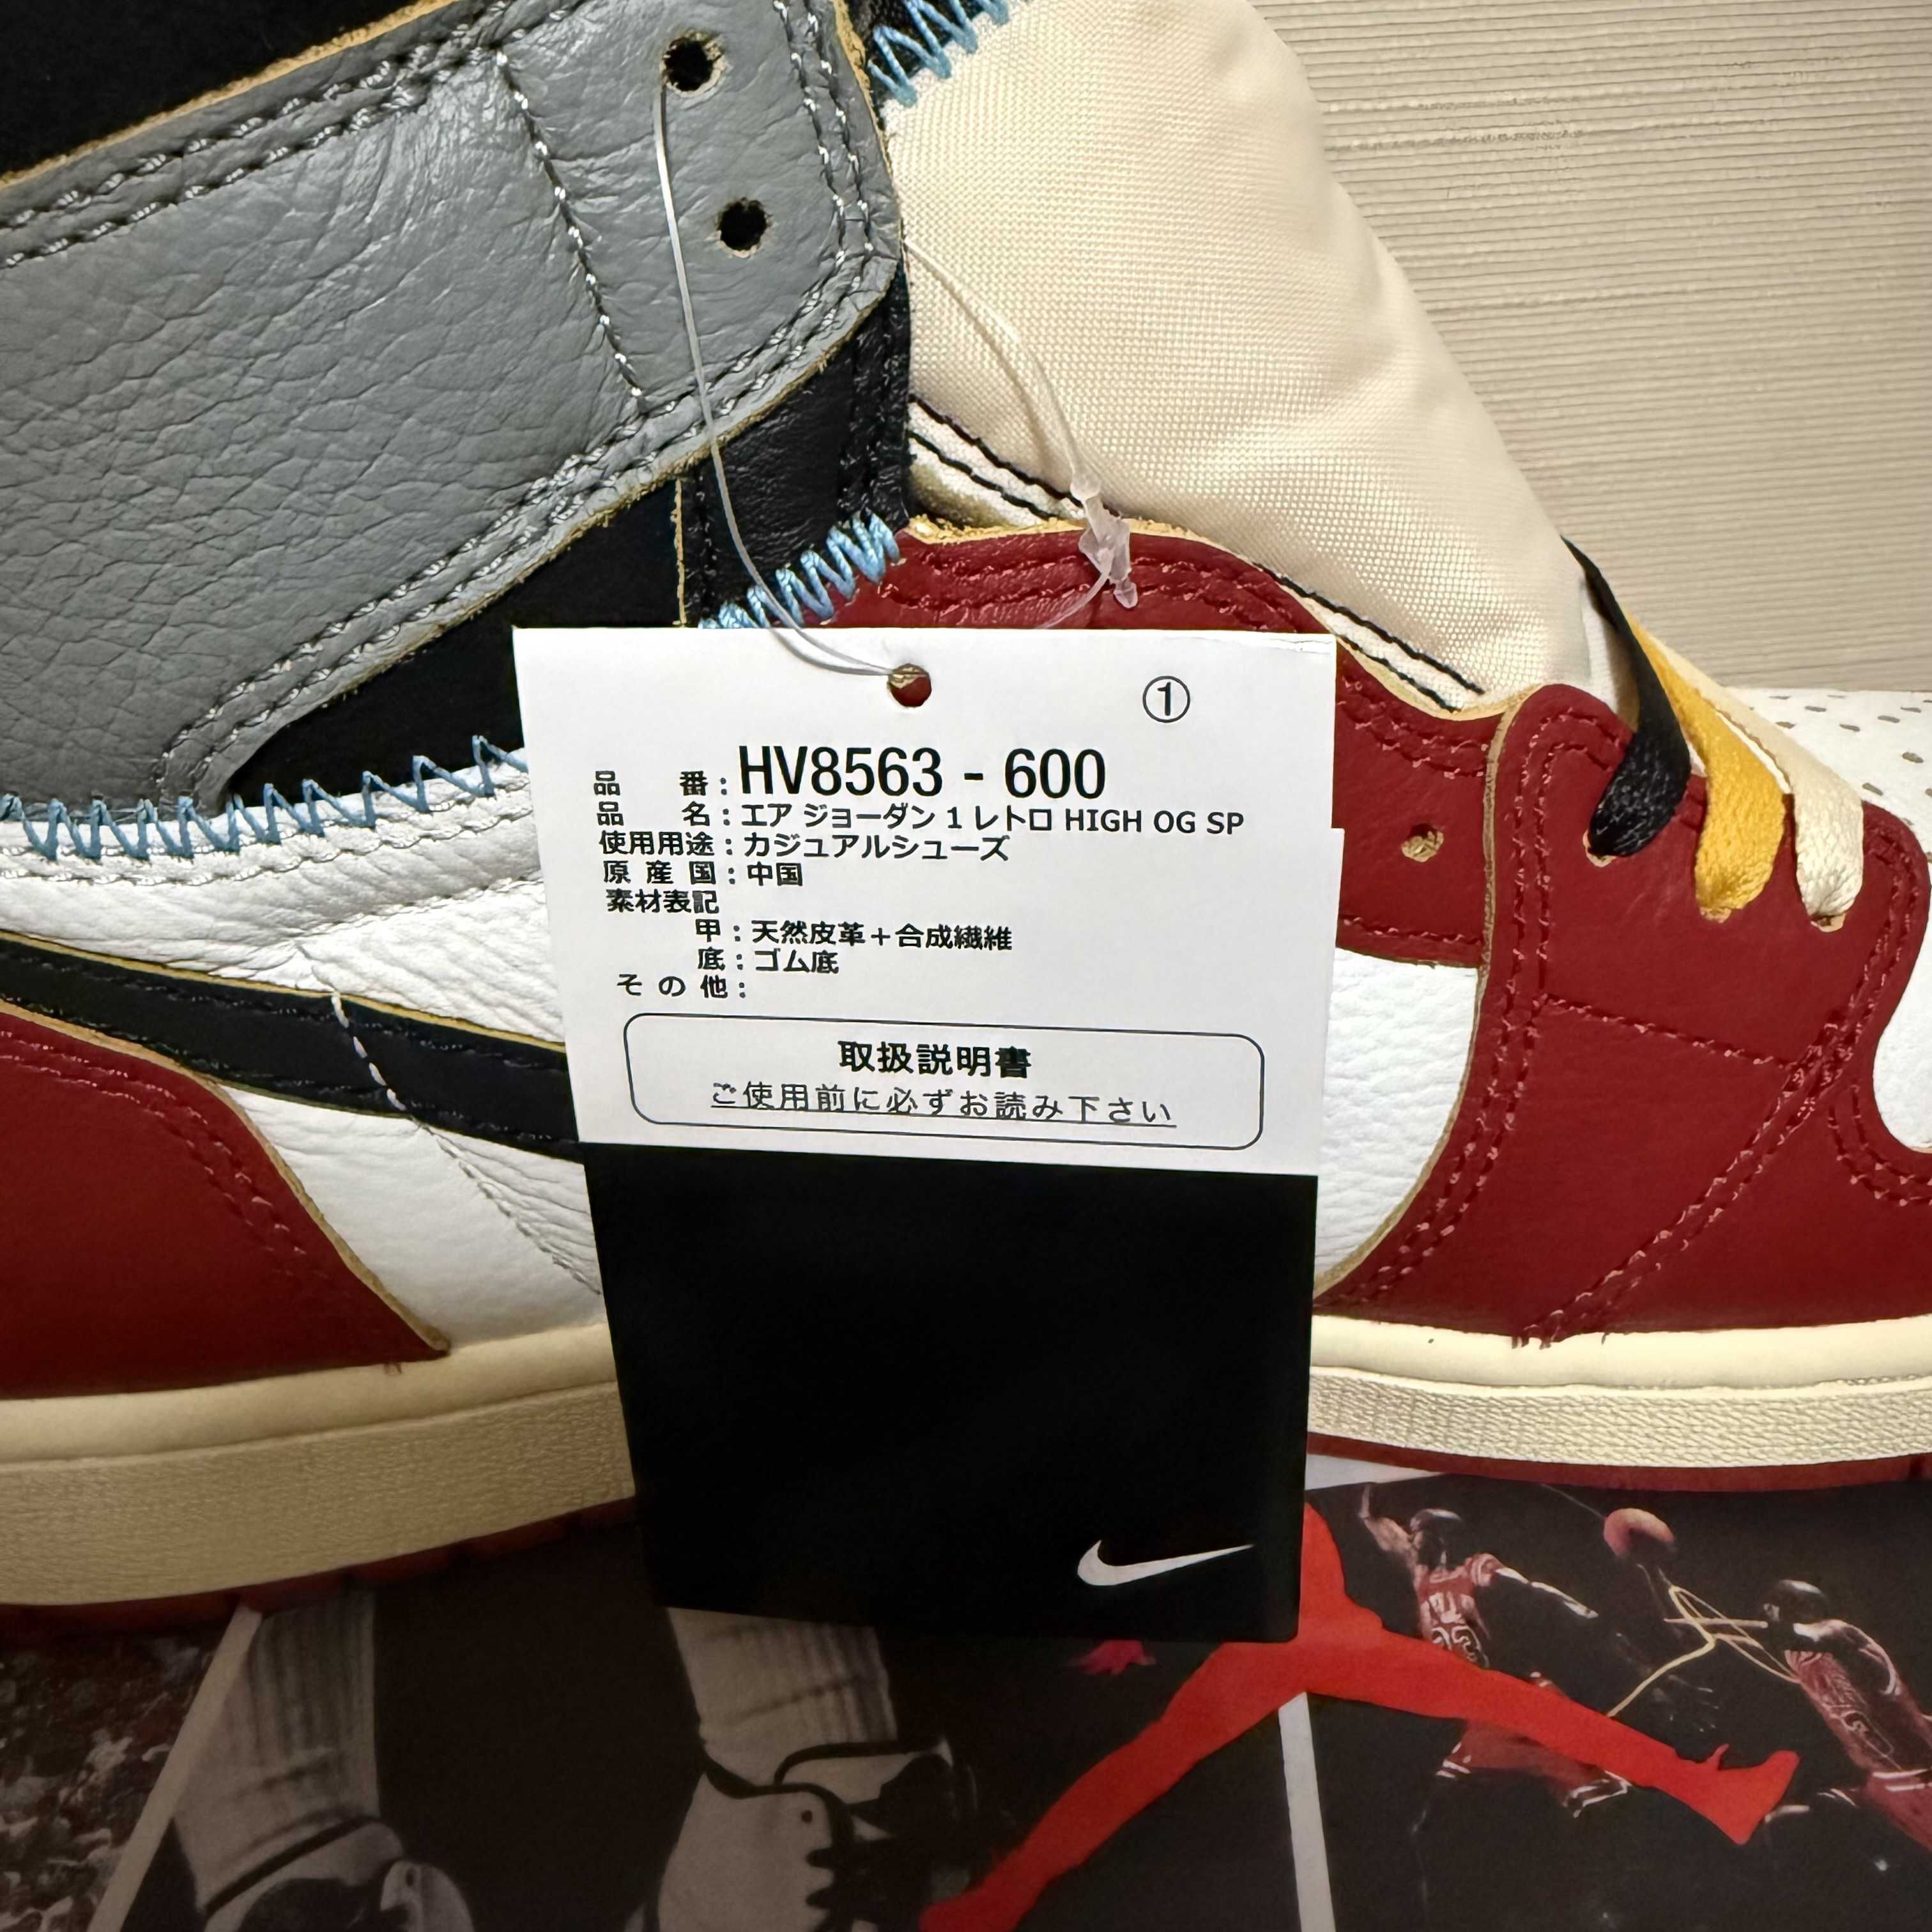 ①
品 番：HV8563 - 600
品 名：エア ジョーダン 1 レトロ HIGH OG SP
使用用途：カジュアルシューズ
原 産 国：中国
素材表記
甲：天然皮革＋合成繊維
底：ゴム底
そ の 他：
取扱説明書
ご使用前に必ずお読み下さい
23